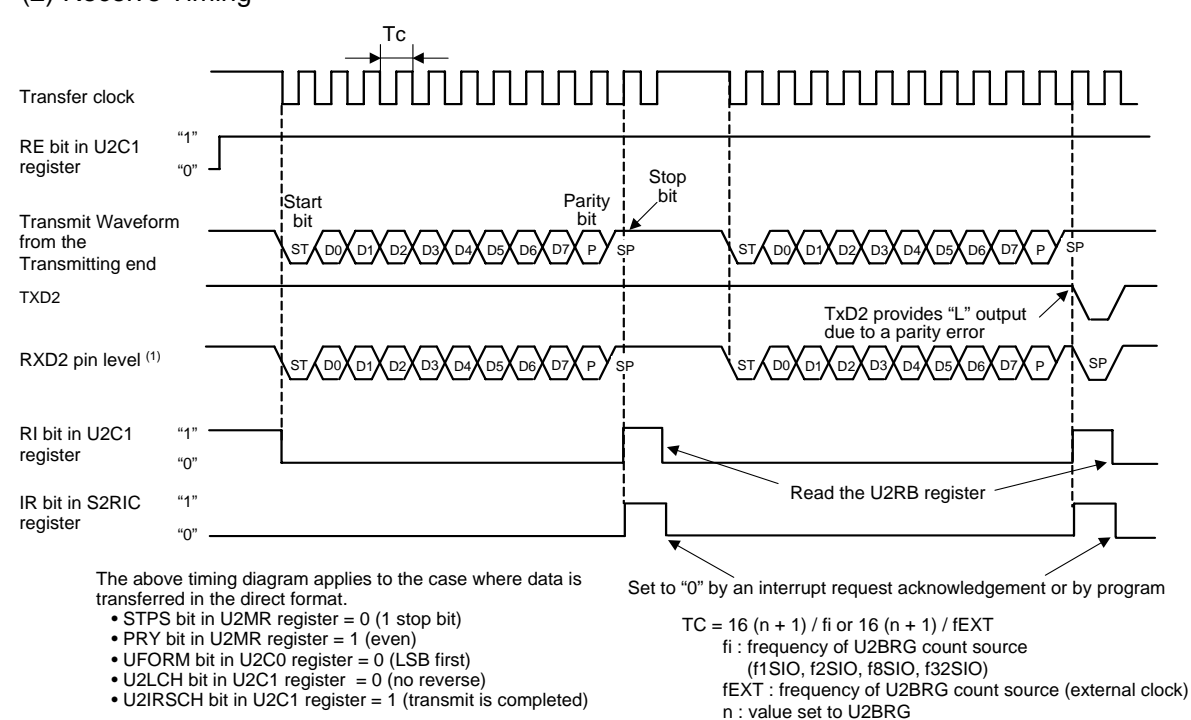 (2) Receive Timing
Tc
Transfer clock
RE bit in U2C1
register
“1”
“0”
Start
bit
Parity
bit
Stop
bit
Transmit Waveform
from the
Transmitting end
ST D0 D1 D2 D3 D4 D5 D6 D7 P SP
ST D0 D1 D2 D3 D4 D5 D6 D7 P SP
TXD2
TxD2 provides “L” output
due to a parity error
RXD2 pin level (1)
ST D0 D1 D2 D3 D4 D5 D6 D7 P SP
ST D0 D1 D2 D3 D4 D5 D6 D7 P SP
RI bit in U2C1
register
“1”
“0”
Read the U2RB register
IR bit in S2RIC
register
“1”
“0”
Set to “0” by an interrupt request acknowledgement or by program
The above timing diagram applies to the case where data is
transferred in the direct format.
• STPS bit in U2MR register = 0 (1 stop bit)
• PRY bit in U2MR register = 1 (even)
• UFORM bit in U2C0 register = 0 (LSB first)
• U2LCH bit in U2C1 register = 0 (no reverse)
• U2IRSCH bit in U2C1 register = 1 (transmit is completed)
TC = 16 (n + 1) / fi or 16 (n + 1) / fEXT
fi : frequency of U2BRG count source
(f1SIO, f2SIO, f8SIO, f32SIO)
fEXT : frequency of U2BRG count source (external clock)
n : value set to U2BRG